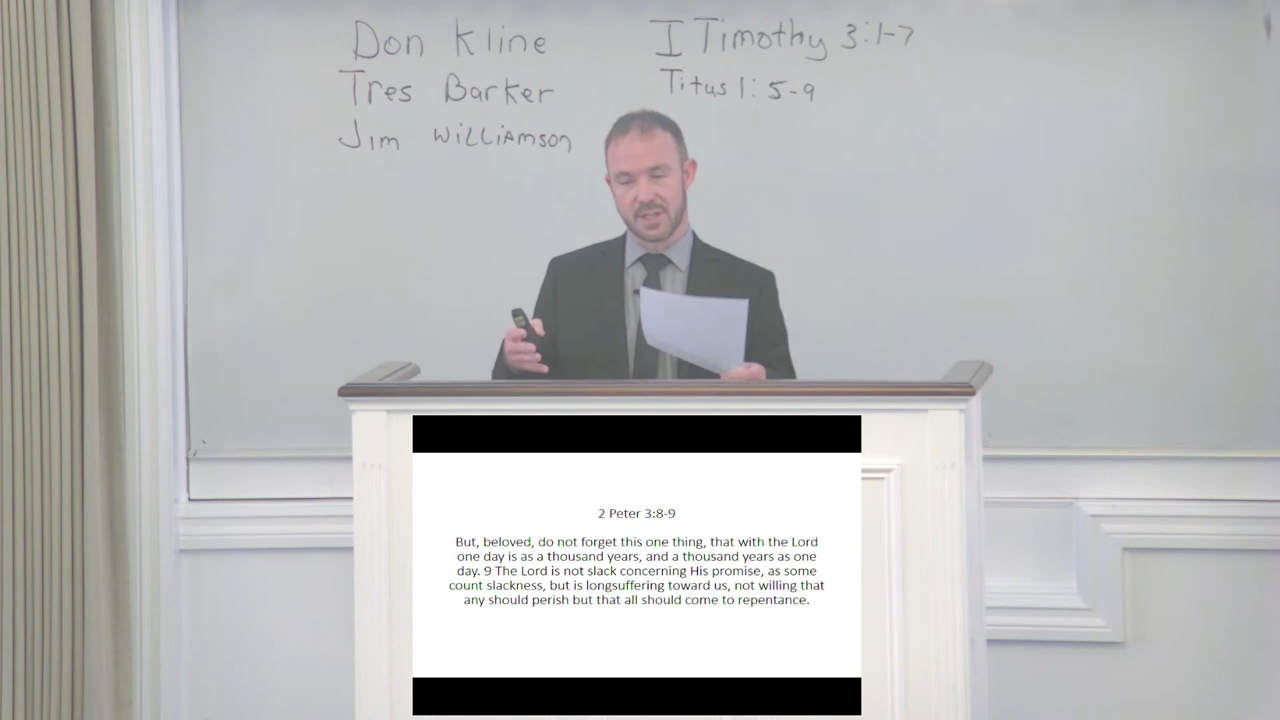 Don Kline
I Timothy 3:1-7
Tres Barker
Titus 1:5-9
Jim Williamson
2 Peter 3:8-9
But, beloved, do not forget this one thing, that with the Lord
one day is as a thousand years, and a thousand years as one
day. 9 The Lord is not slack concerning His promise, as some
count slackness, but is longsuffering toward us, not willing that
any should perish but that all should come to repentance.